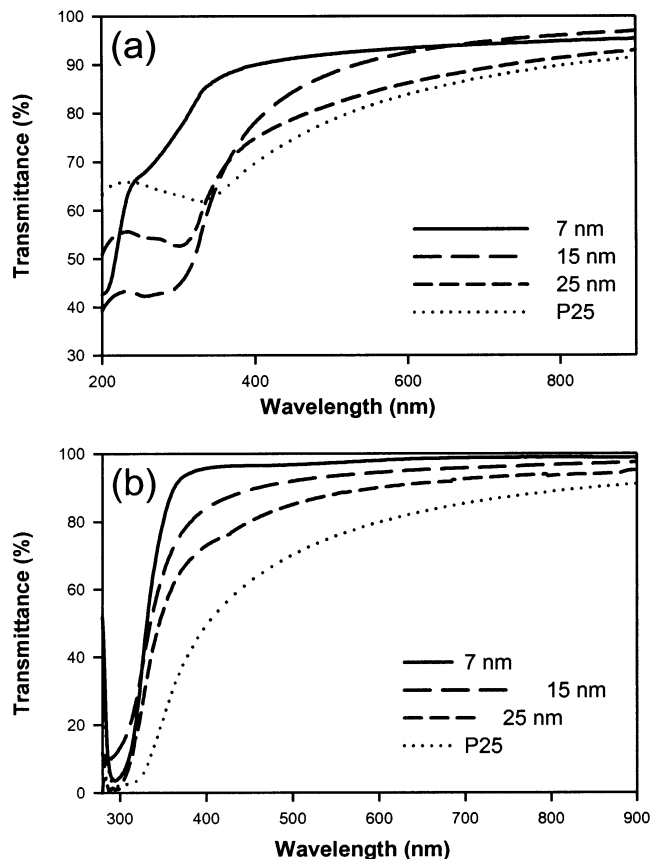 (a)
Transmittance (%)
100
90
80
70
60
50
40
30
7 nm
15 nm
25 nm
P25
200 400 600 800
Wavelength (nm)
(b)
Transmittance (%)
100
80
60
40
20
0
7 nm
15 nm
25 nm
P25
300 400 500 600 700 800 900
Wavelength (nm)